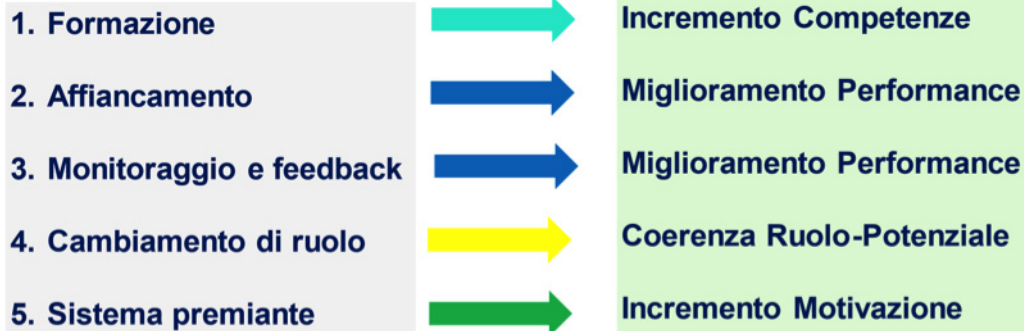 1. Formazione
Incremento Competenze
2. Affiancamento
Miglioramento Performance
3. Monitoraggio e feedback
Miglioramento Performance
4. Cambiamento di ruolo
Coerenza Ruolo-Potenziale
5. Sistema premiante
Incremento Motivazione